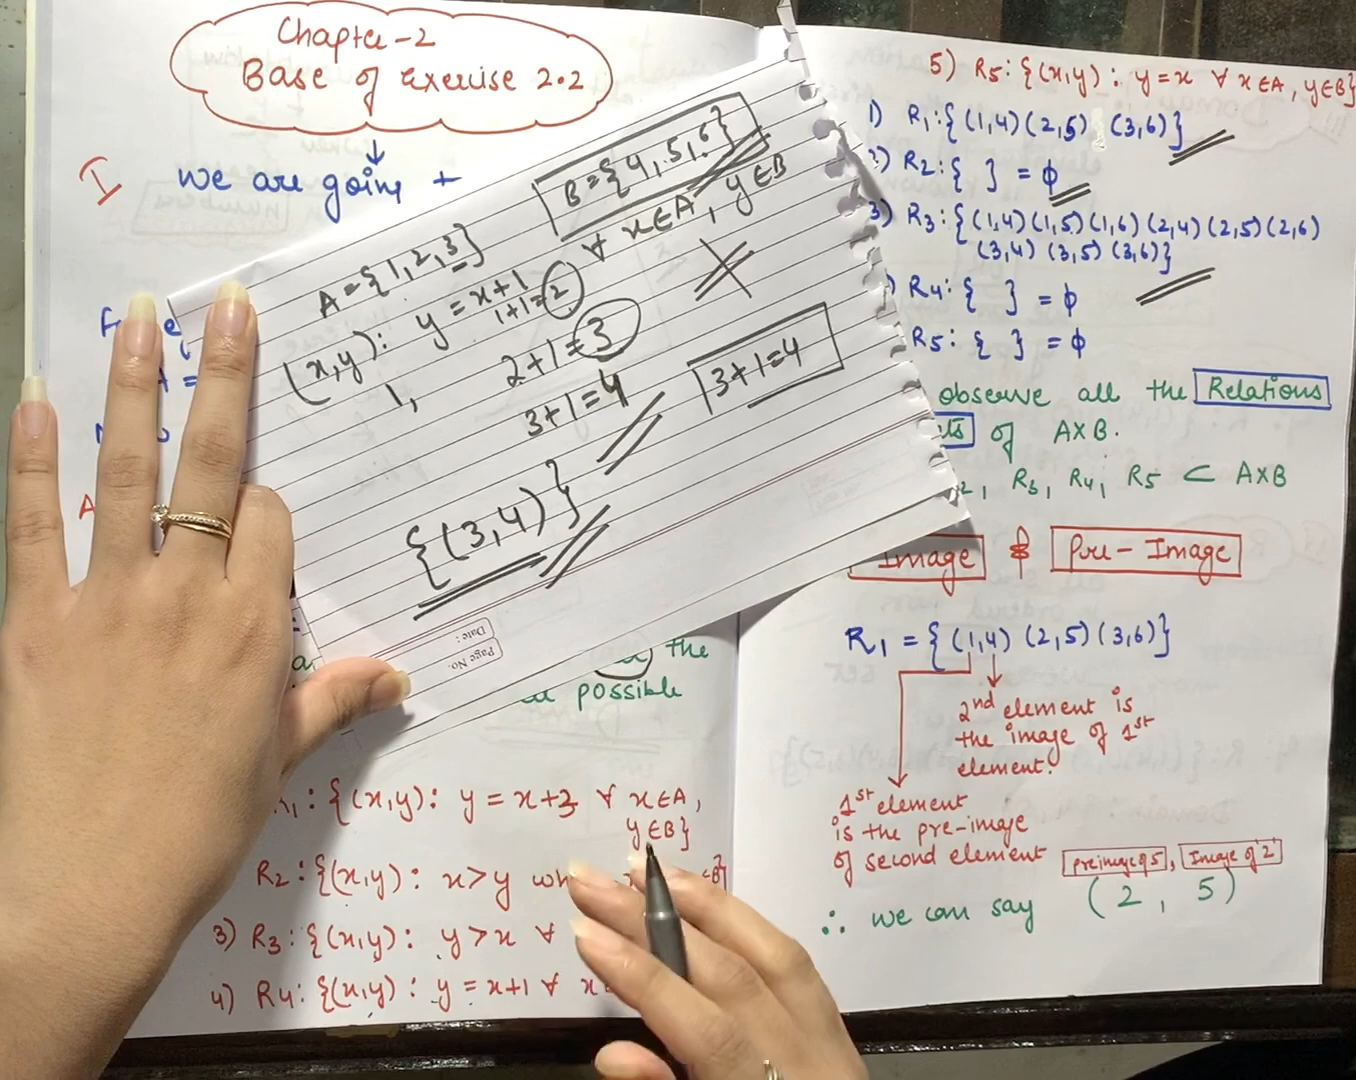 Chapter-2
Base of Exercise 2.2
I we are going
B={4,5,6}
A={1,2,3}
(x,y): y=x+1 ∀ x∈A, y∈B
1+1=2
1,
2+1=3
3+1=4
3+1=4
{(3,4)}
Date:
Page No.
A
the
possible
: {(x,y): y=x+3 ∀ x∈A,
y∈B}
R2:{(x,y): x>y
3) R3:{(x,y): y>x ∀
4) R4:{(x,y): y=x+1 ∀
5) R5:{(x,y): y=x ∀ x∈A, y∈B}
1) R1:{(1,4)(2,5) (3,6)}
R2:{ } = ϕ
3) R3:{(1,4)(1,5)(1,6)(2,4)(2,5)(2,6)
(3,4) (3,5)(3,6)}
R4:{ } = ϕ
R5:{ } = ϕ
observe all the Relations
of AXB.
R3, R4, R5 ⊂ AXB
Image & Pre-Image
R1 = {(1,4) (2,5)(3,6)}
2nd element is
the image of 1st
element.
1st element
is the pre-image
of second element
preimage of 5, Image of 2
∴ we can say (2, 5)